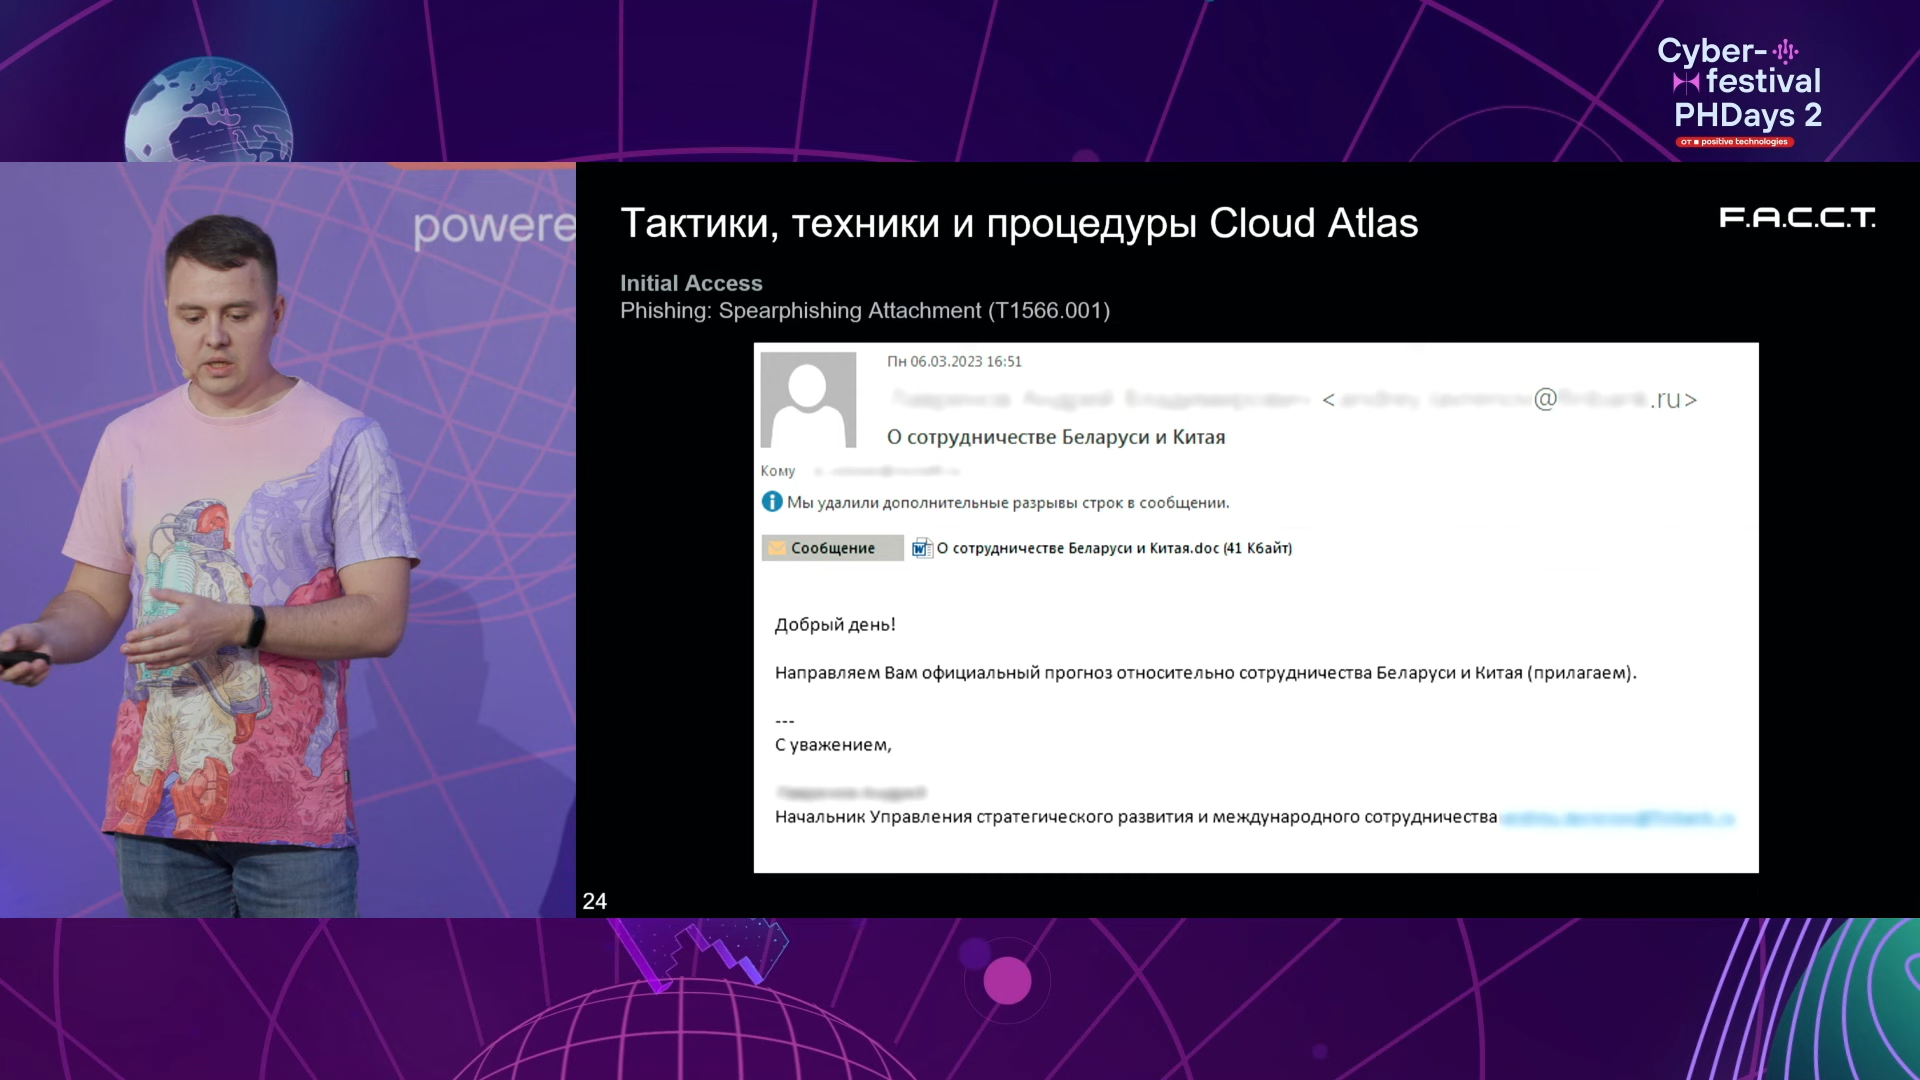 Cyber-
festival
PHDays 2
от positive technologies
powere
Тактики, техники и процедуры Cloud Atlas
F.A.C.C.T.
Initial Access
Phishing: Spearphishing Attachment (T1566.001)
Пн 06.03.2023 16:51
< @ .ru>
О сотрудничестве Беларуси и Китая
Кому
Мы удалили дополнительные разрывы строк в сообщении.
Сообщение
О сотрудничестве Беларуси и Китая.doc (41 Кбайт)
Добрый день!
Направляем Вам официальный прогноз относительно сотрудничества Беларуси и Китая (прилагаем).
---
С уважением,
Начальник Управления стратегического развития и международного сотрудничества
24